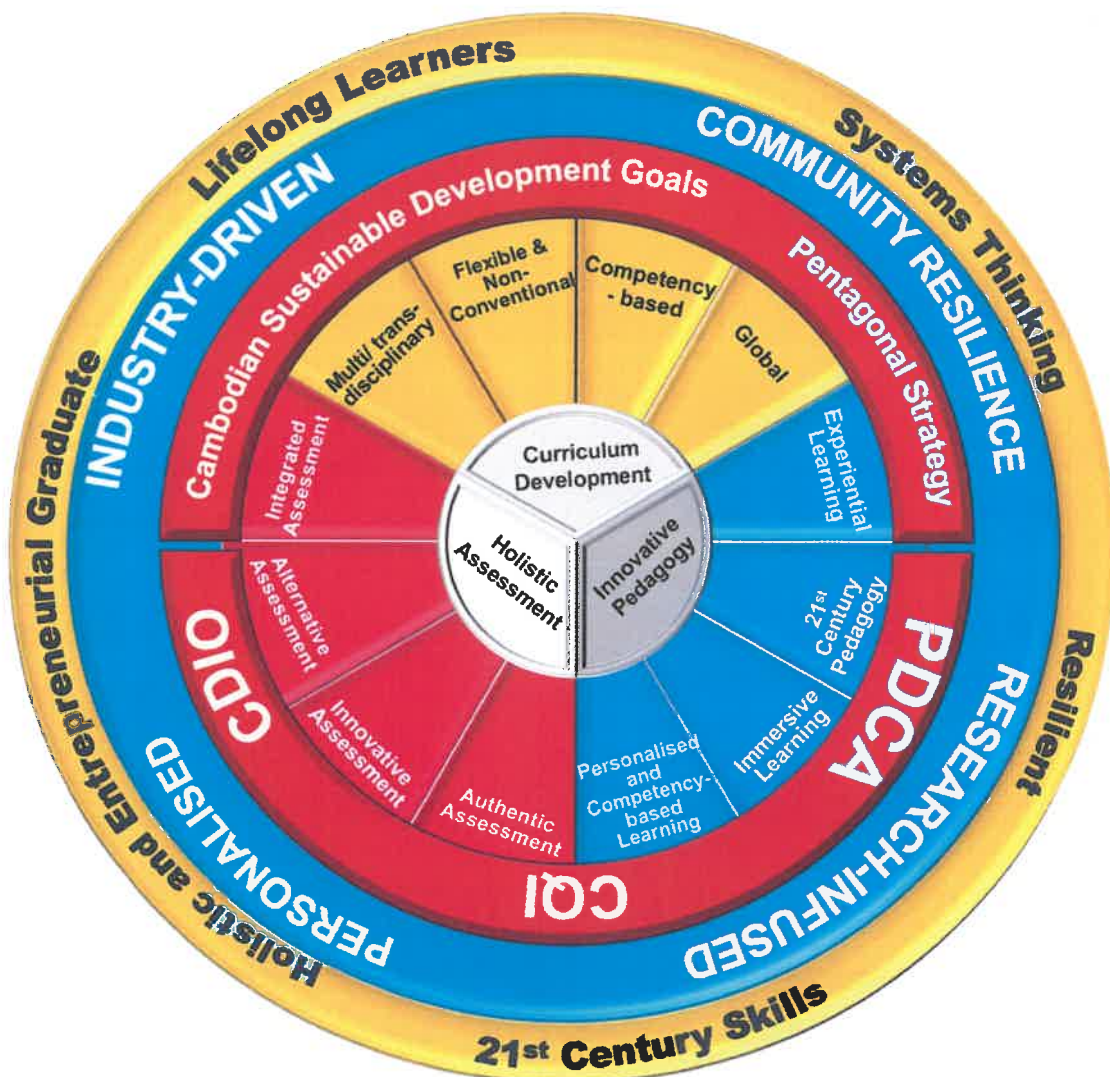 Lifelong Learners
Systems Thinking
Resilient
21st Century Skills
Holistic and Entrepreneurial Graduate
INDUSTRY-DRIVEN
COMMUNITY RESILIENCE
RESEARCH-INFUSED
PERSONALISED
Cambodian Sustainable Development Goals
Pentagonal Strategy
PDCA
CQI
CDIO
Multi/ trans-
disciplinary
Flexible &
Non-
Conventional
Competency
- based
Global
Experiential
Learning
21st
Century
Pedagogy
Immersive
Learning
Personalised
and
Competency-
based
Learning
Authentic
Assessment
Innovative
Assessment
Alternative
Assessment
Integrated
Assessment
Curriculum
Development
Innovative
Pedagogy
Holistic
Assessment